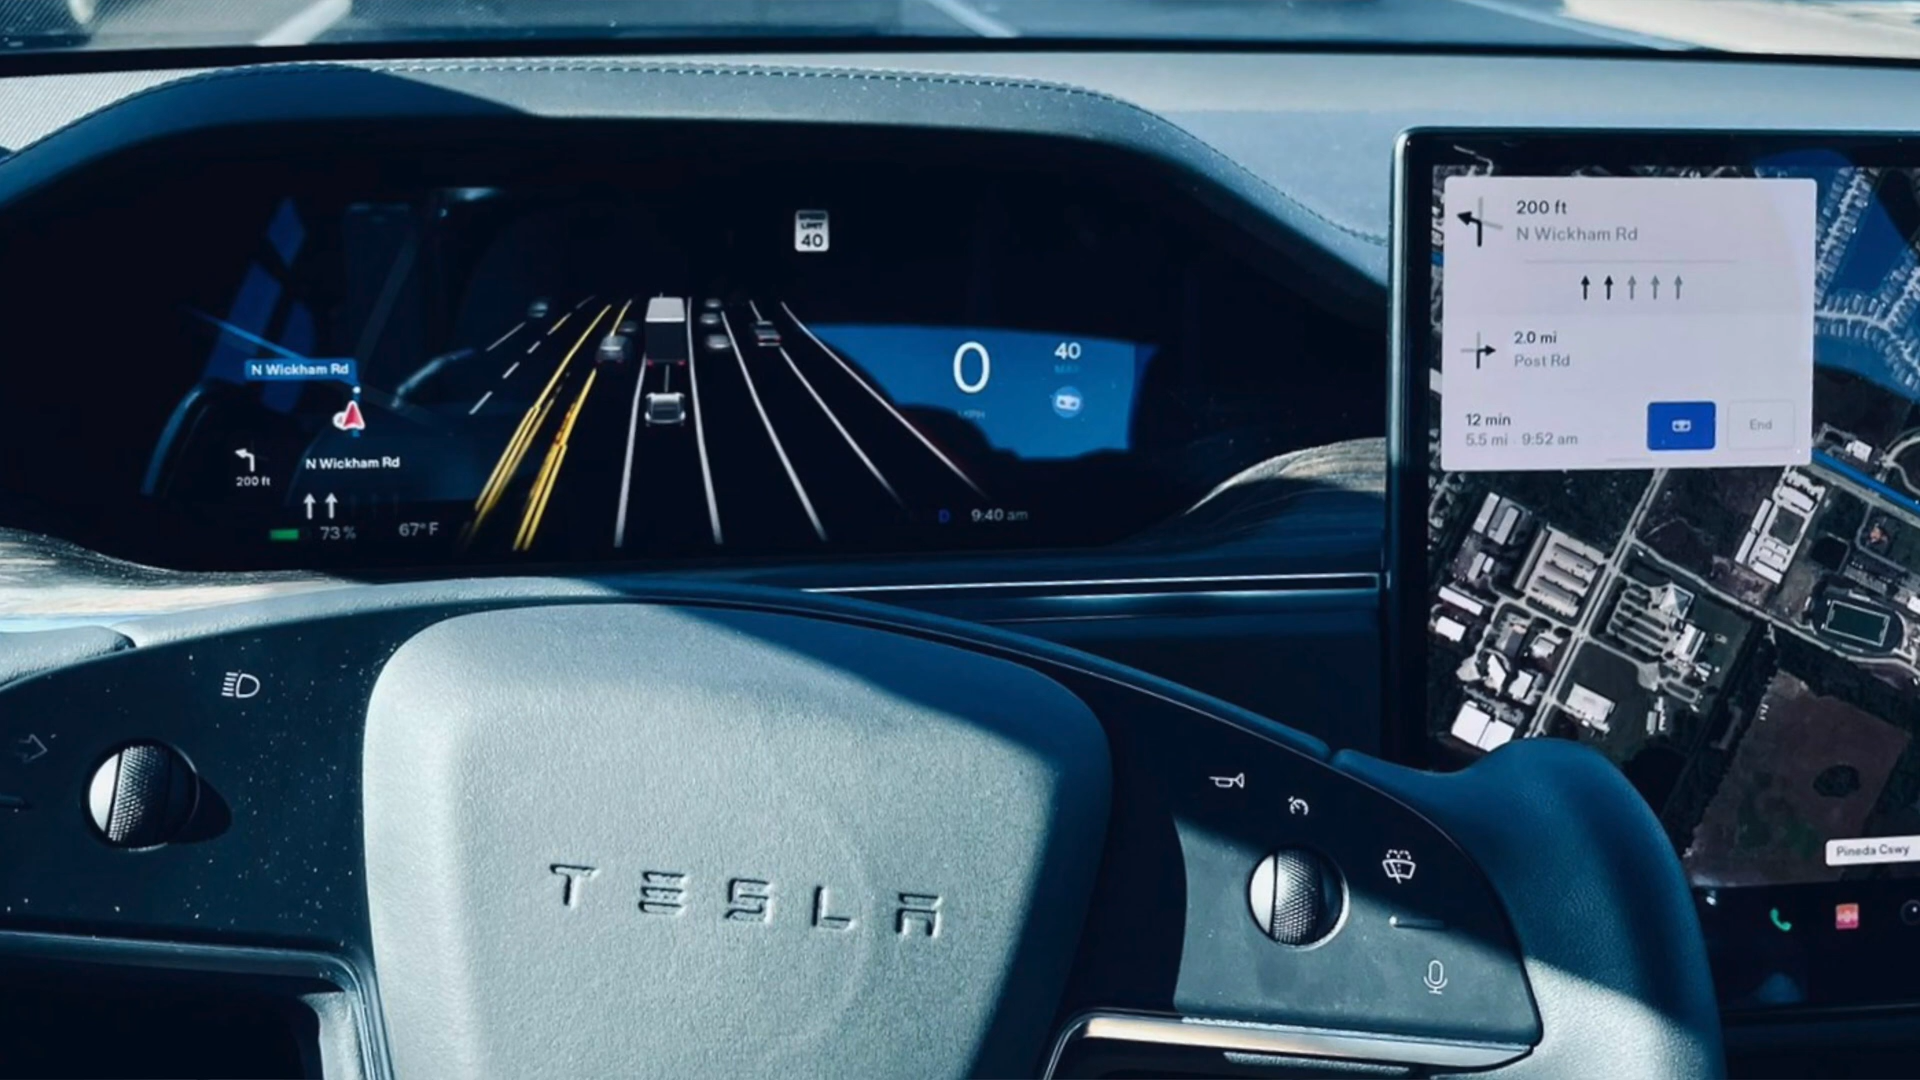 SPEED
LIMIT
40
N Wickham Rd
200 ft
N Wickham Rd
73%
67°F
0
MPH
40
MAX
D
9:40 am
200 ft
N Wickham Rd
2.0 mi
Post Rd
12 min
5.5 mi · 9:52 am
End
Pineda Cswy
TESLA